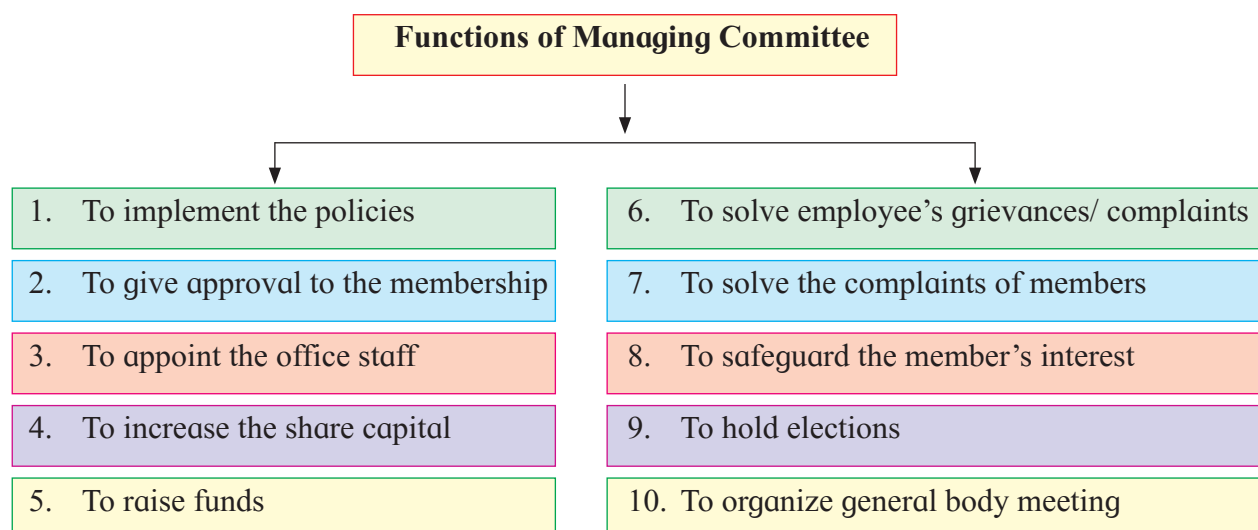 Functions of Managing Committee
1. To implement the policies
2. To give approval to the membership
3. To appoint the office staff
4. To increase the share capital
5. To raise funds
6. To solve employee’s grievances/ complaints
7. To solve the complaints of members
8. To safeguard the member’s interest
9. To hold elections
10. To organize general body meeting